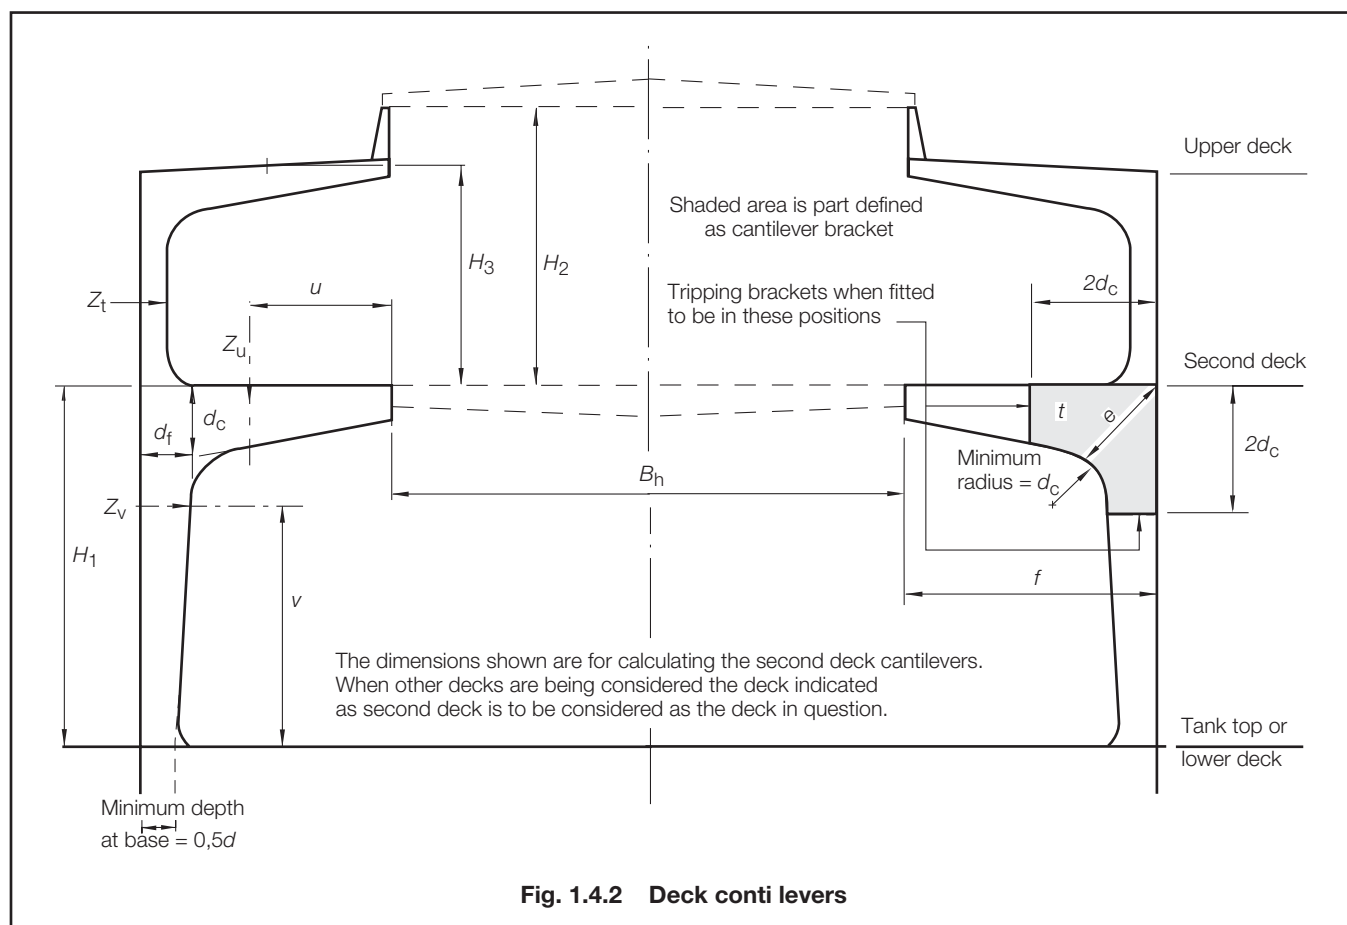 Upper deck
Shaded area is part defined
as cantilever bracket
H3
H2
u
Tripping brackets when fitted
to be in these positions
2dc
Zt
Zu
Second deck
dc
df
t
e
2dc
Minimum
radius = dc
Bh
Zv
H1
v
f
The dimensions shown are for calculating the second deck cantilevers.
When other decks are being considered the deck indicated
as second deck is to be considered as the deck in question.
Tank top or
lower deck
Minimum depth
at base = 0,5d
Fig. 1.4.2 Deck conti levers